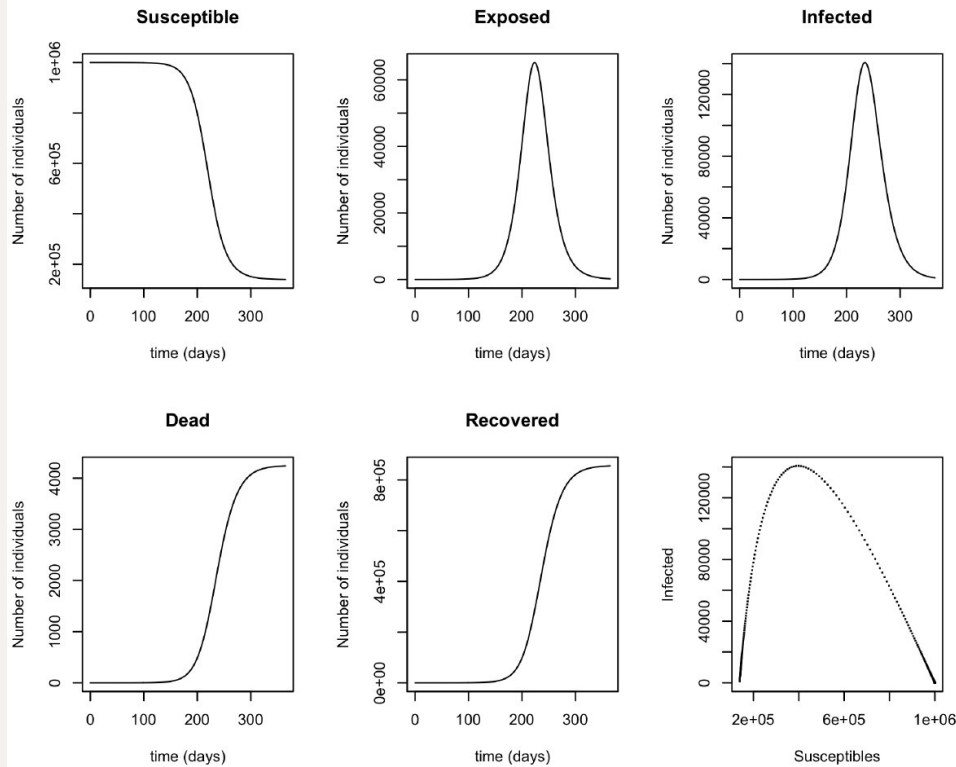 Susceptible
Number of individuals
2e+05
6e+05
1e+06
0 100 200 300
time (days)
Exposed
Number of individuals
0
20000
40000
60000
0 100 200 300
time (days)
Infected
Number of individuals
0
40000
80000
120000
0 100 200 300
time (days)
Dead
Number of individuals
0
1000
2000
3000
4000
0 100 200 300
time (days)
Recovered
Number of individuals
0e+00
4e+05
8e+05
0 100 200 300
time (days)
Infected
0
40000
80000
120000
2e+05 6e+05 1e+06
Susceptibles